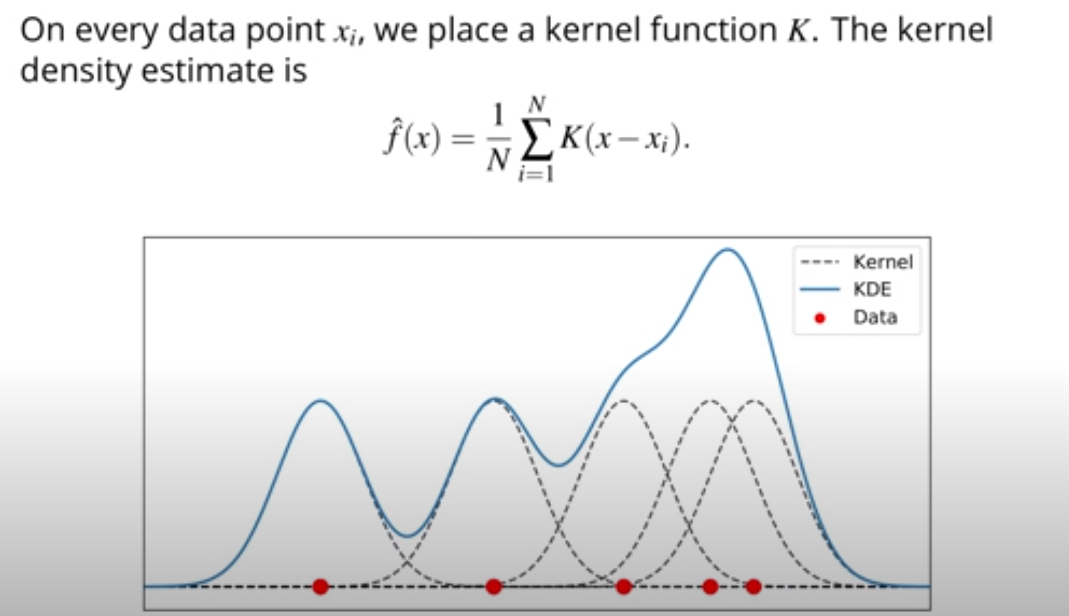 On every data point xᵢ, we place a kernel function K. The kernel
density estimate is
f̂(x) = 1/N ∑ᵢ₌₁ᴺ K(x − xᵢ).
Kernel
KDE
Data